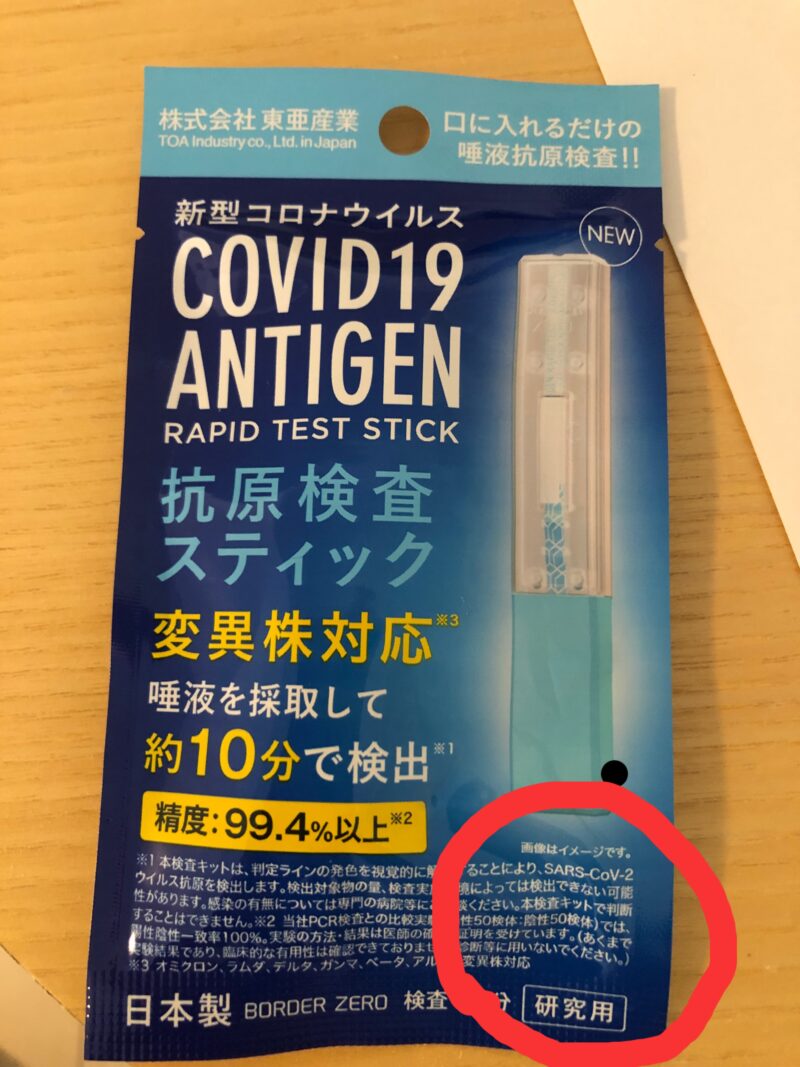 株式会社 東亜産業
TOA Industry co., Ltd. in Japan
口に入れるだけの
唾液抗原検査!!
新型コロナウイルス
NEW
COVID19
ANTIGEN
RAPID TEST STICK
抗原検査
スティック
変異株対応※3
唾液を採取して
約10分で検出※1
精度:99.4%以上※2
画像はイメージです。
※1 本検査キットは、判定ラインの発色を視覚的に解 することにより、SARS-CoV-2
ウイルス抗原を検出します。検出対象物の量、検査実 境によっては検出できない可能
性があります。感染の有無については専門の病院等に 談ください。本検査キットで判断
することはできません。※2 当社PCR検査との比較実験 性50検体:陰性50検体)では、
陽性陰性一致率100%。実験の方法・結果は医師の確 証明を受けています。(あくまで
実験結果であり、臨床的な有用性は確認できておりませ 診断等に用いないでください。)
※3 オミクロン、ラムダ、デルタ、ガンマ、ベータ、アル 変異株対応
日本製 BORDER ZERO 検査 分 研究用